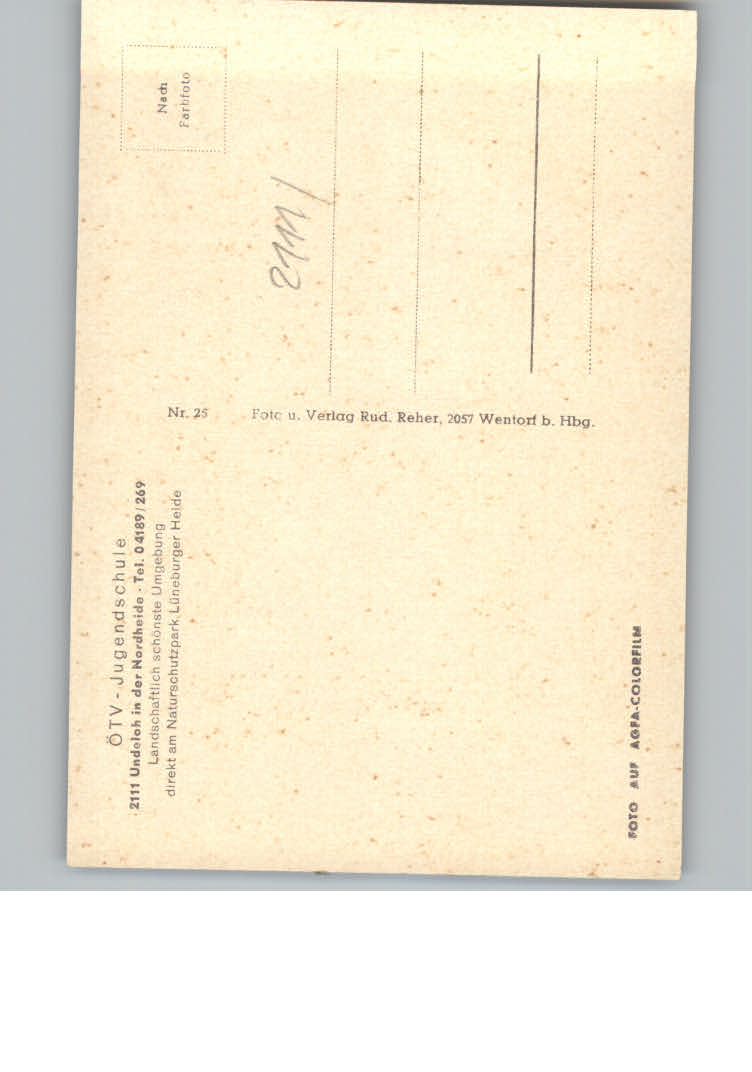 ÖTV - Jugendschule
2111 Undeloh in der Nordheide · Tel. 04189/269
Landschaftlich schönste Umgebung
direkt am Naturschutzpark Lüneburger Heide
Nr. 25 Foto u. Verlag Rud. Reher, 2057 Wentorf b. Hbg.
Nach
Farbfoto
2111/
FOTO AUF AGFA-COLORFILM